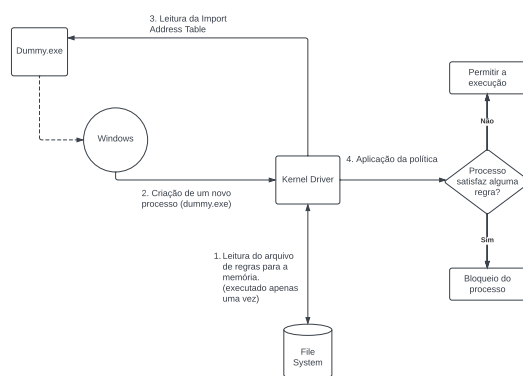 3. Leitura da Import
Address Table
Dummy.exe
Windows
2. Criação de um novo
processo (dummy.exe)
Kernel Driver
4. Aplicação da política
Permitir a
execução
Não
Processo
satisfaz alguma
regra?
Sim
Bloqueio do
processo
1. Leitura do arquivo
de regras para a
memória.
(executado apenas
uma vez)
File
System